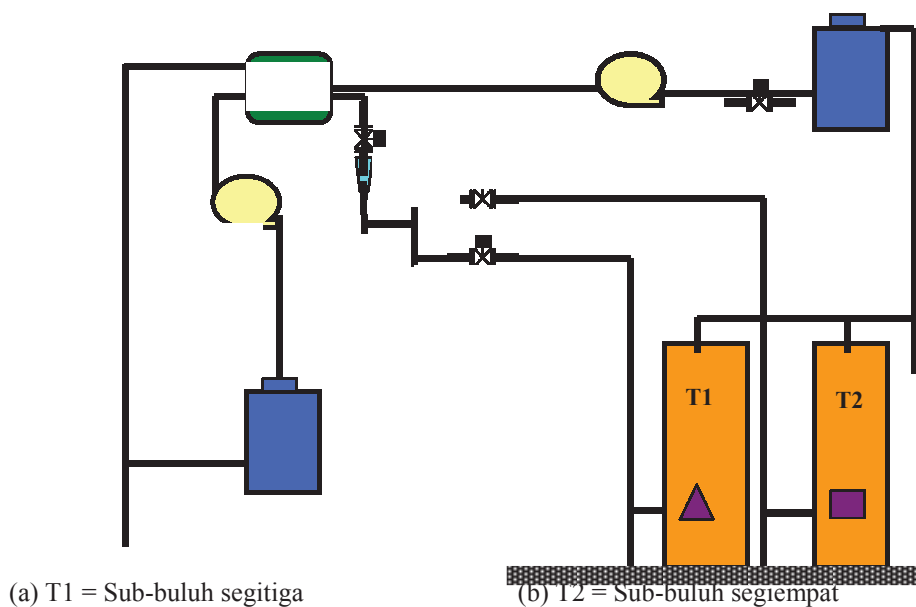 T1
T2
(a) T1 = Sub-buluh segitiga
(b) T2 = Sub-buluh segiempat